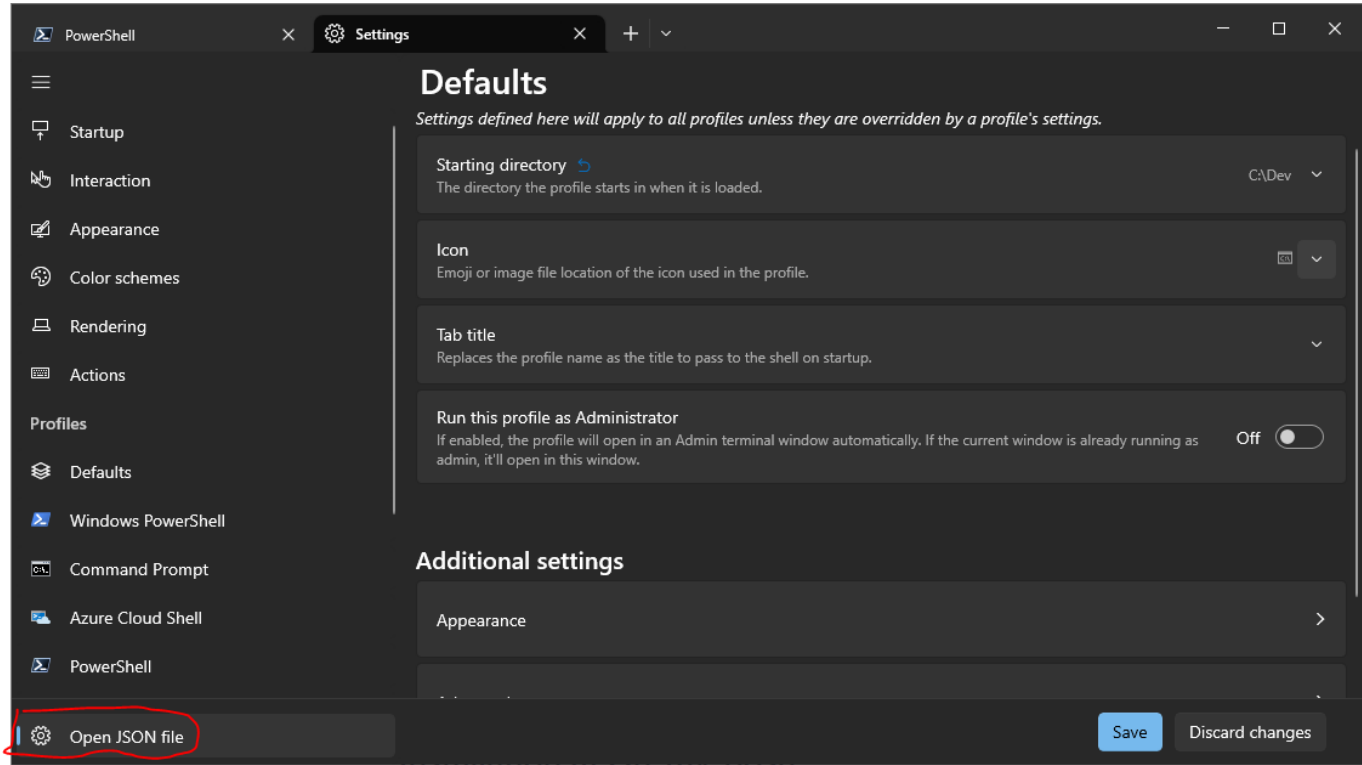 PowerShell
Settings
Startup
Interaction
Appearance
Color schemes
Rendering
Actions
Profiles
Defaults
Windows PowerShell
Command Prompt
Azure Cloud Shell
PowerShell
Open JSON file
Defaults
Settings defined here will apply to all profiles unless they are overridden by a profile's settings.
Starting directory
The directory the profile starts in when it is loaded.
C:\Dev
Icon
Emoji or image file location of the icon used in the profile.
Tab title
Replaces the profile name as the title to pass to the shell on startup.
Run this profile as Administrator
If enabled, the profile will open in an Admin terminal window automatically. If the current window is already running as
admin, it'll open in this window.
Off
Additional settings
Appearance
Save
Discard changes